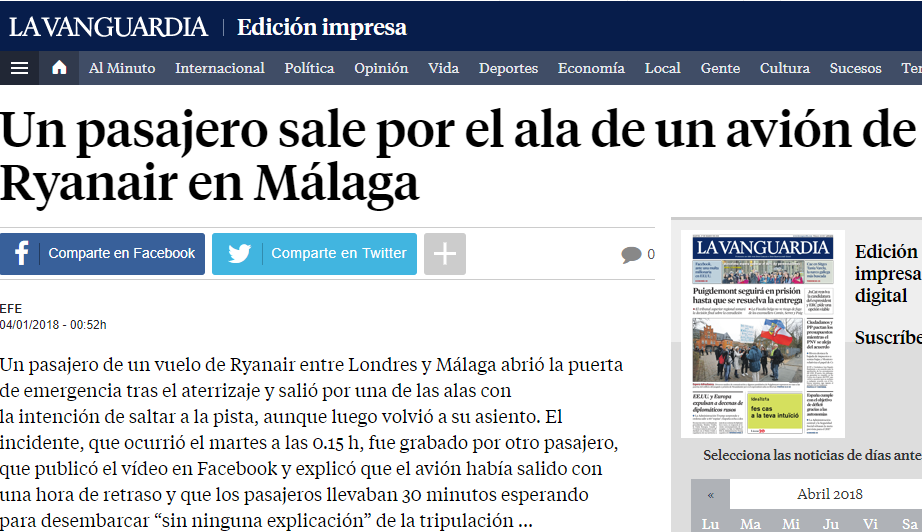 LA VANGUARDIA | Edición impresa
Al Minuto Internacional Política Opinión Vida Deportes Economía Local Gente Cultura Sucesos
Un pasajero sale por el ala de un avión de
Ryanair en Málaga
Comparte en Facebook
Comparte en Twitter
0
EFE
04/01/2018 - 00:52h
Un pasajero de un vuelo de Ryanair entre Londres y Málaga abrió la puerta
de emergencia tras el aterrizaje y salió por una de las alas con
la intención de saltar a la pista, aunque luego volvió a su asiento. El
incidente, que ocurrió el martes a las 0.15 h, fue grabado por otro pasajero,
que publicó el vídeo en Facebook y explicó que el avión había salido con
una hora de retraso y que los pasajeros llevaban 30 minutos esperando
para desembarcar “sin ninguna explicación” de la tripulación ...
LA VANGUARDIA
Puigdemont seguirá en prisión
hasta que se resuelva la entrega
EE.UU. y Europa
expulsan a decenas de
diplomáticos rusos
idealista
fes cas
a la teva intuïció
Edición
impresa
digital
Suscríbe
Selecciona las noticias de días ante
«
Abril 2018
Lu Ma Mi Ju Vi Sa